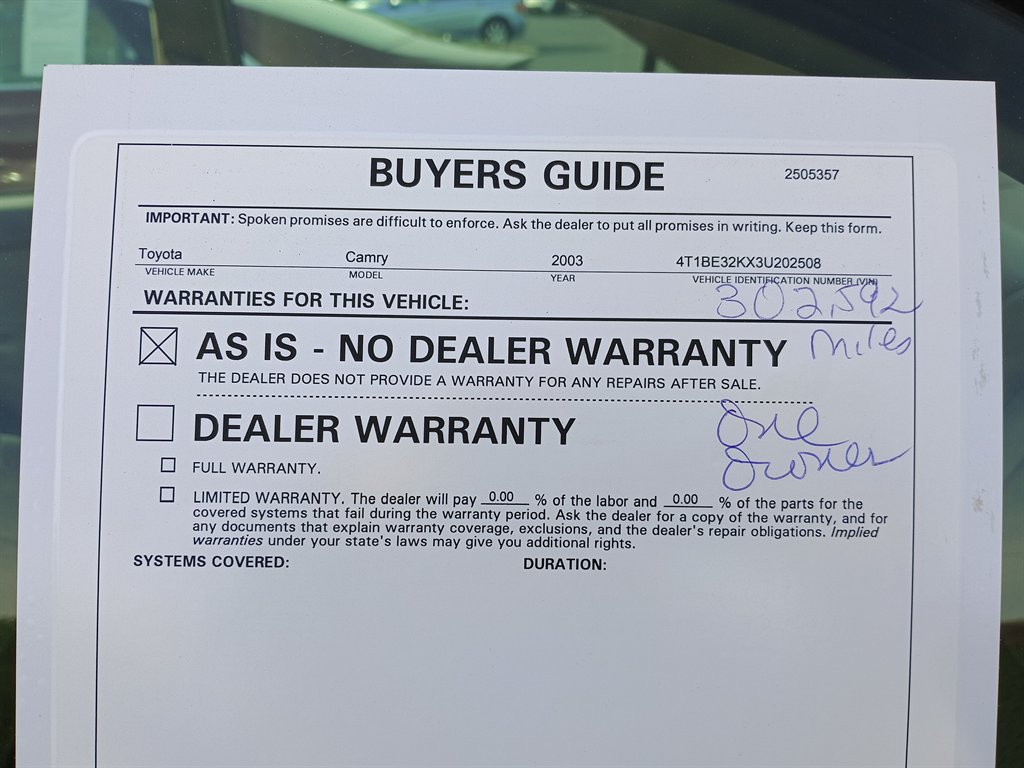 BUYERS GUIDE 2505357
IMPORTANT: Spoken promises are difficult to enforce. Ask the dealer to put all promises in writing. Keep this form.
Toyota Camry 2003 4T1BE32KX3U202508
VEHICLE MAKE MODEL YEAR VEHICLE IDENTIFICATION NUMBER (VIN)
WARRANTIES FOR THIS VEHICLE: 302,592
AS IS - NO DEALER WARRANTY miles
THE DEALER DOES NOT PROVIDE A WARRANTY FOR ANY REPAIRS AFTER SALE.
DEALER WARRANTY One
Owner
FULL WARRANTY.
LIMITED WARRANTY. The dealer will pay 0.00 % of the labor and 0.00 % of the parts for the
covered systems that fail during the warranty period. Ask the dealer for a copy of the warranty, and for
any documents that explain warranty coverage, exclusions, and the dealer's repair obligations. Implied
warranties under your state's laws may give you additional rights.
SYSTEMS COVERED: DURATION: